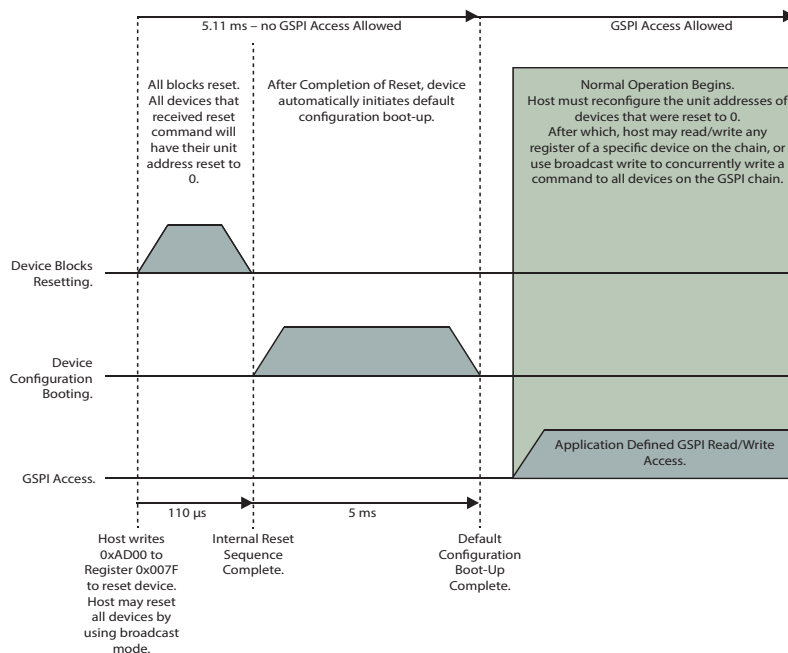 5.11 ms – no GSPI Access Allowed
GSPI Access Allowed
All blocks reset.
All devices that
received reset
command will
have their unit
address reset to
0.
After Completion of Reset, device
automatically initiates default
configuration boot-up.
Normal Operation Begins.
Host must reconfigure the unit addresses of
devices that were reset to 0.
After which, host may read/write any
register of a specific device on the chain, or
use broadcast write to concurrently write a
command to all devices on the GSPI chain.
Device Blocks
Resetting.
Device
Configuration
Booting.
Application Defined GSPI Read/Write
Access.
GSPI Access.
110 µs
5 ms
Host writes
0xAD00 to
Register 0x007F
to reset device.
Host may reset
all devices by
using broadcast
mode.
Internal Reset
Sequence
Complete.
Default
Configuration
Boot-Up
Complete.